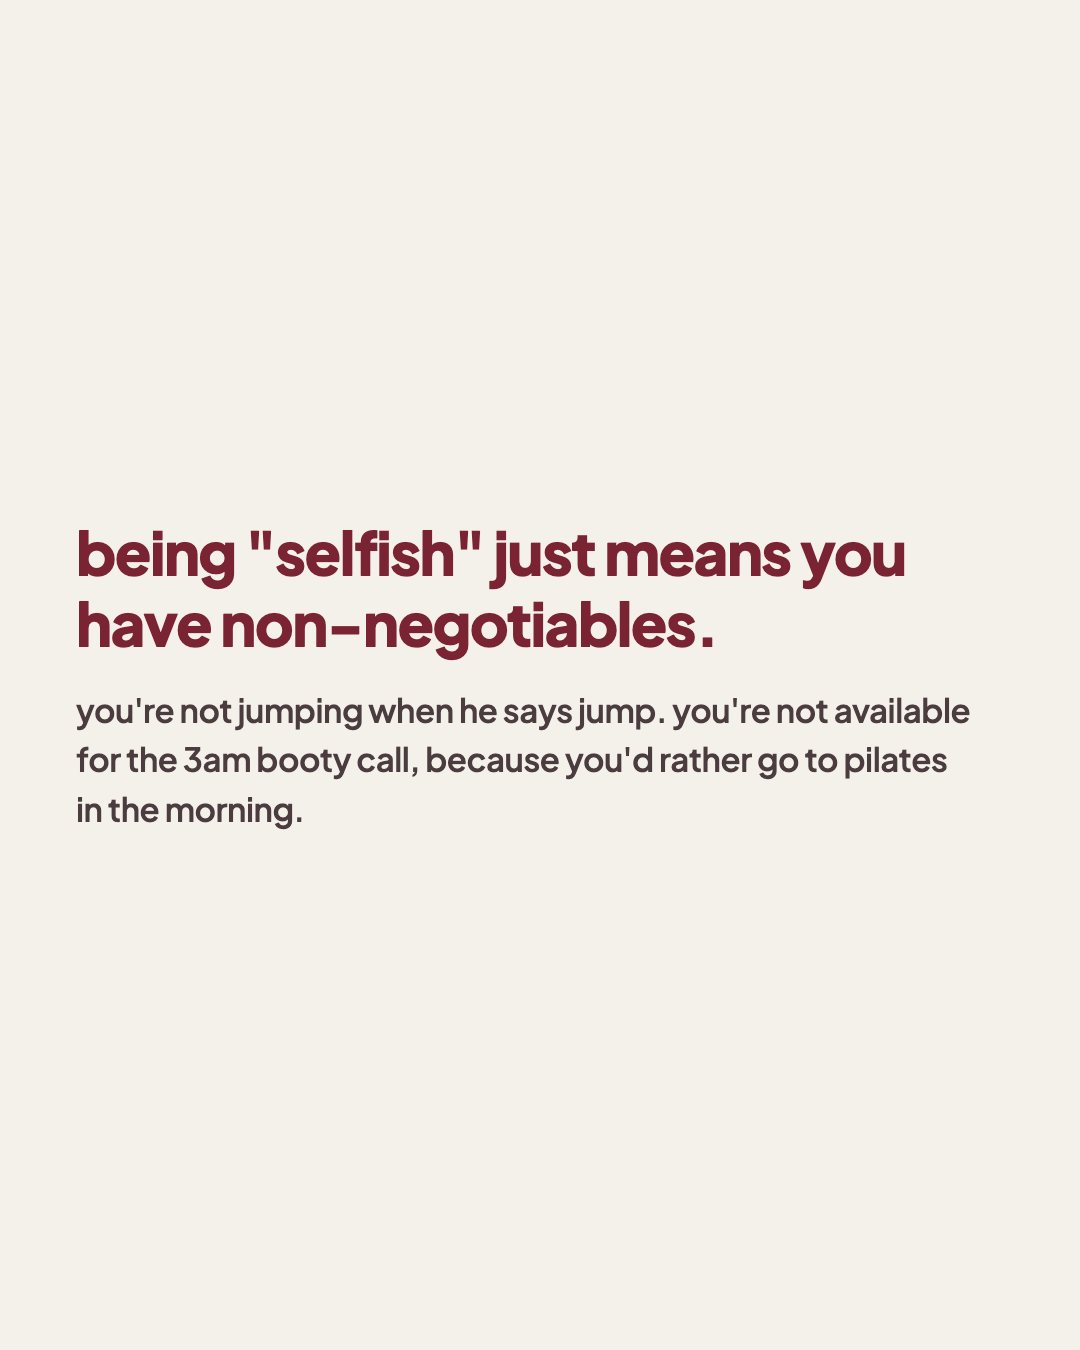 being "selfish" just means you
have non-negotiables.
you're not jumping when he says jump. you're not available
for the 3am booty call, because you'd rather go to pilates
in the morning.